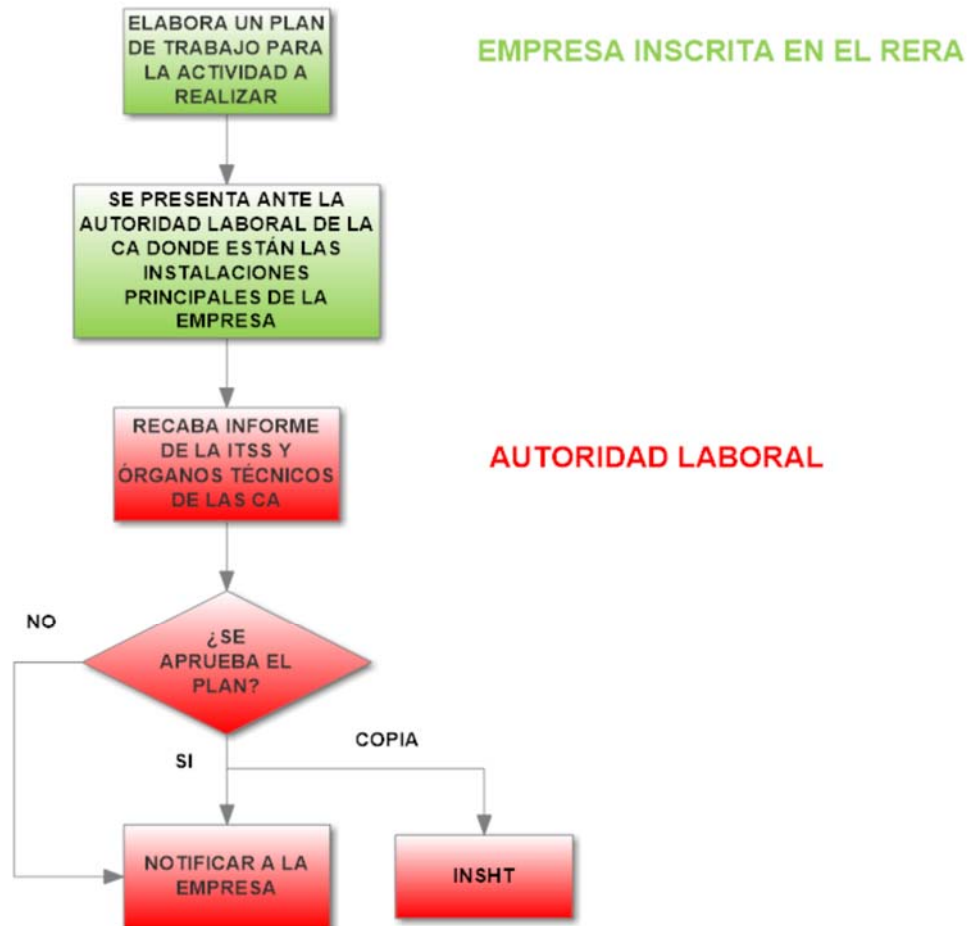 ELABORA UN PLAN
DE TRABAJO PARA
LA ACTIVIDAD A
REALIZAR
EMPRESA INSCRITA EN EL RERA
SE PRESENTA ANTE LA
AUTORIDAD LABORAL DE LA
CA DONDE ESTÁN LAS
INSTALACIONES
PRINCIPALES DE LA
EMPRESA
RECABA INFORME
DE LA ITSS Y
ÓRGANOS TÉCNICOS
DE LAS CA
AUTORIDAD LABORAL
NO
¿SE
APRUEBA EL
PLAN?
COPIA
SI
NOTIFICAR A LA
EMPRESA
INSHT